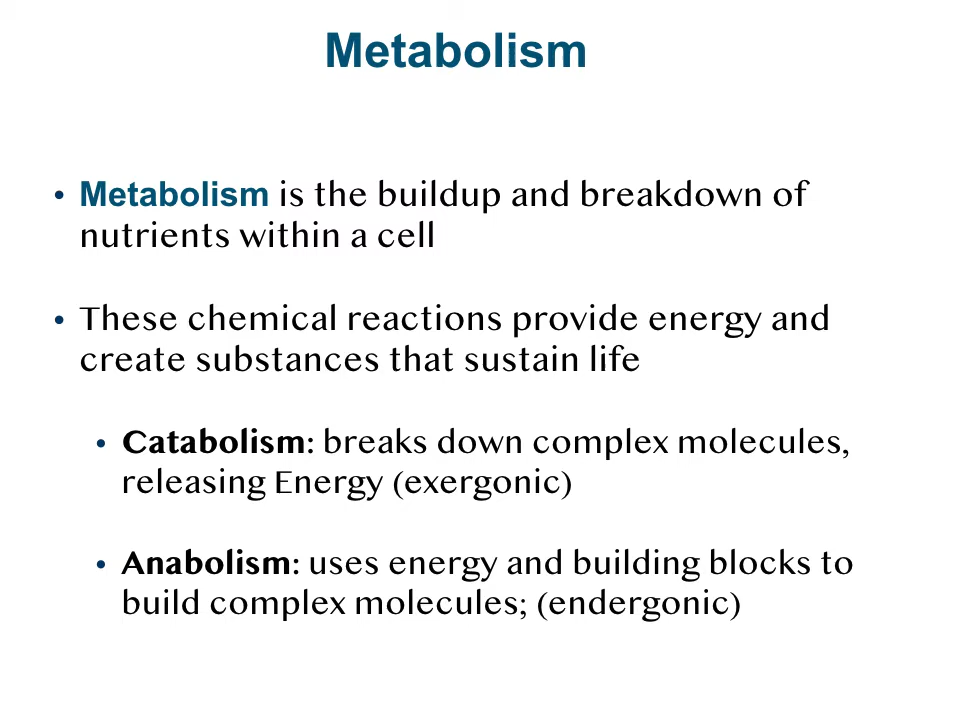 Metabolism
• Metabolism is the buildup and breakdown of
nutrients within a cell
• These chemical reactions provide energy and
create substances that sustain life
• Catabolism: breaks down complex molecules,
releasing Energy (exergonic)
• Anabolism: uses energy and building blocks to
build complex molecules; (endergonic)